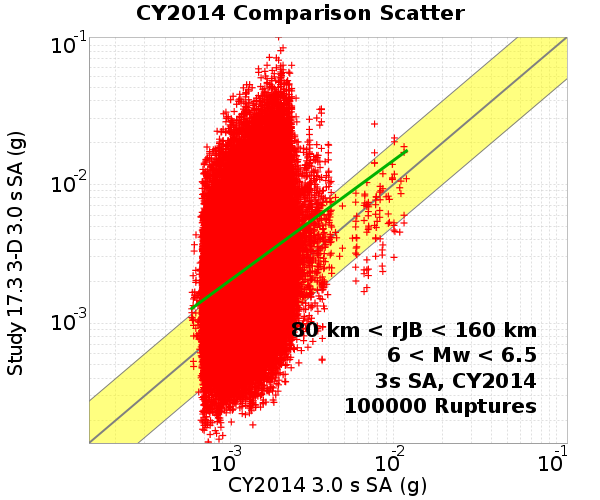 CY2014 Comparison Scatter
Study 17.3 3-D 3.0 s SA (g)
10-1
10-2
10-3
80 km < rJB < 160 km
6 < Mw < 6.5
3s SA, CY2014
100000 Ruptures
10-3 10-2 10-1
CY2014 3.0 s SA (g)